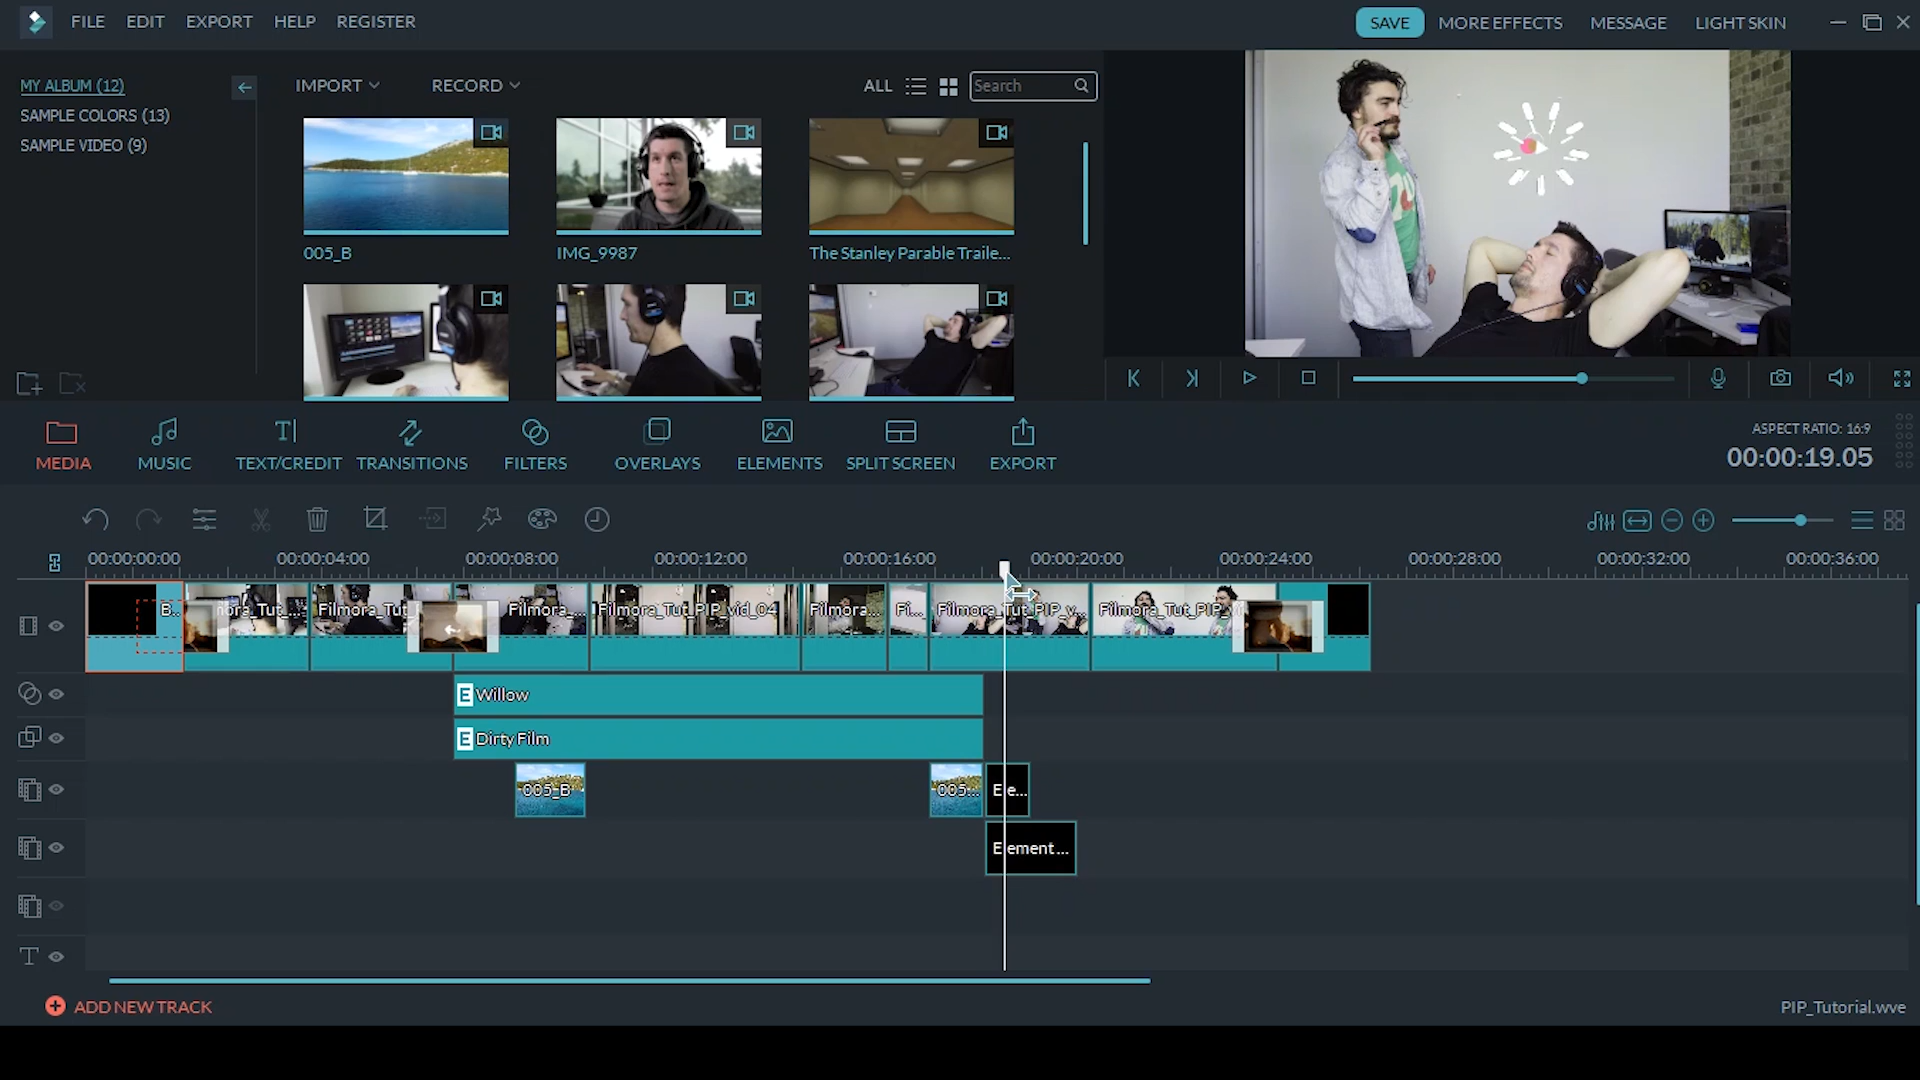 FILE EDIT EXPORT HELP REGISTER SAVE MORE EFFECTS MESSAGE LIGHT SKIN
MY ALBUM (12) IMPORT RECORD ALL Search
SAMPLE COLORS (13)
SAMPLE VIDEO (9)
005_B IMG_9987 The Stanley Parable Traile...
ASPECT RATIO: 16:9
00:00:19.05
MEDIA MUSIC TEXT/CREDIT TRANSITIONS FILTERS OVERLAYS ELEMENTS SPLIT SCREEN EXPORT
00:00:00:00 00:00:04:00 00:00:08:00 00:00:12:00 00:00:16:00 00:00:20:00 00:00:24:00 00:00:28:00 00:00:32:00 00:00:36:00
B.. nora_Tut_... Filmora_Tut Filmora_... Filmora_Tut_PIP_vid_04 Filmora... Fi... Filmora_Tut_PIP_v... Filmora_Tut_PIP_vi
E Willow
E Dirty Film
005_B 005... Ele...
Element ...
T
ADD NEW TRACK PIP_Tutorial.wve